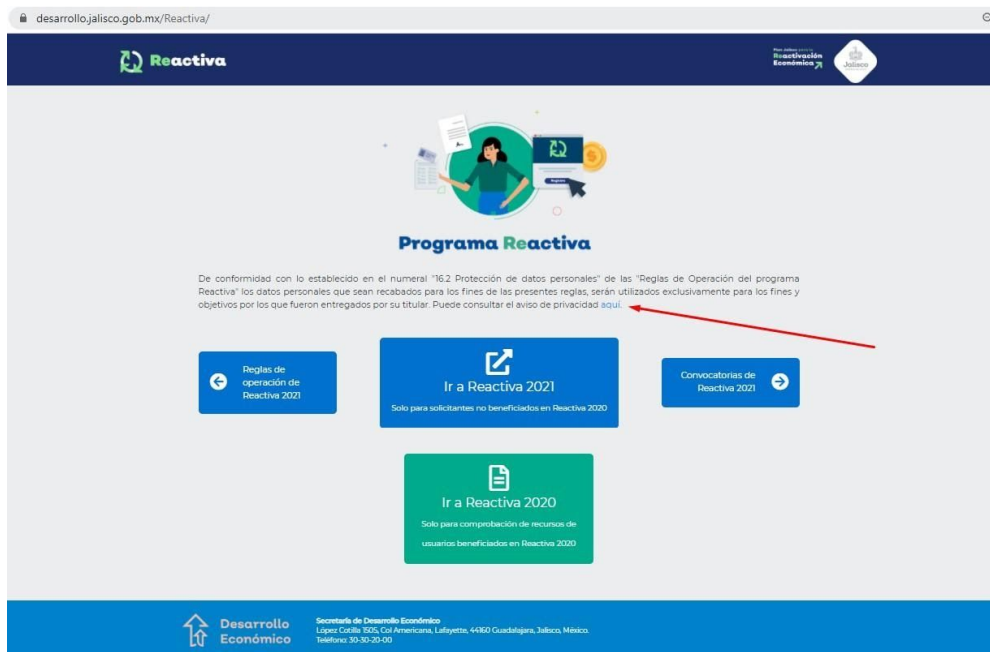 desarrollo.jalisco.gob.mx/Reactiva/
Reactiva
Plan Jalisco para la
Reactivación
Económica
Jalisco
Programa Reactiva
De conformidad con lo establecido en el numeral "16.2 Protección de datos personales" de las "Reglas de Operación del programa
Reactiva" los datos personales que sean recabados para los fines de las presentes reglas, serán utilizados exclusivamente para los fines y
objetivos por los que fueron entregados por su titular. Puede consultar el aviso de privacidad aquí.
Reglas de
operación de
Reactiva 2021
Ir a Reactiva 2021
Solo para solicitantes no beneficiados en Reactiva 2020
Convocatorias de
Reactiva 2021
Ir a Reactiva 2020
Solo para comprobación de recursos de
usuarios beneficiados en Reactiva 2020
Desarrollo
Económico
Secretaría de Desarrollo Económico
López Cotilla 1505, Col Americana, Lafayette, 44160 Guadalajara, Jalisco, México.
Teléfono: 30-30-20-00